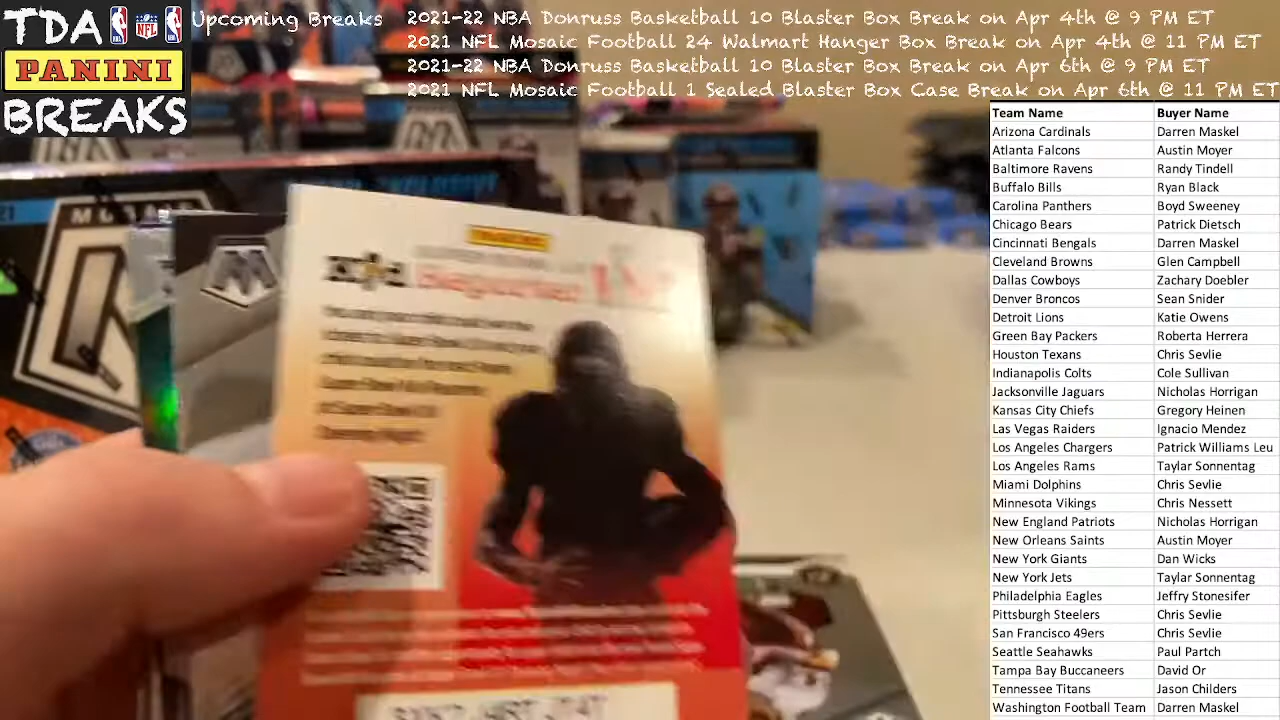 TDA
PANINI
BREAKS
Upcoming Breaks
2021-22 NBA Donruss Basketball 10 Blaster Box Break on Apr 4th @ 9 PM ET
2021 NFL Mosaic Football 24 Walmart Hanger Box Break on Apr 4th @ 11 PM ET
2021-22 NBA Donruss Basketball 10 Blaster Box Break on Apr 6th @ 9 PM ET
2021 NFL Mosaic Football 1 Sealed Blaster Box Case Break on Apr 6th @ 11 PM ET
Team Name Buyer Name
Arizona Cardinals Darren Maskel
Atlanta Falcons Austin Moyer
Baltimore Ravens Randy Tindell
Buffalo Bills Ryan Black
Carolina Panthers Boyd Sweeney
Chicago Bears Patrick Dietsch
Cincinnati Bengals Darren Maskel
Cleveland Browns Glen Campbell
Dallas Cowboys Zachary Doebler
Denver Broncos Sean Snider
Detroit Lions Katie Owens
Green Bay Packers Roberta Herrera
Houston Texans Chris Sevlie
Indianapolis Colts Cole Sullivan
Jacksonville Jaguars Nicholas Horrigan
Kansas City Chiefs Gregory Heinen
Las Vegas Raiders Ignacio Mendez
Los Angeles Chargers Patrick Williams Leu
Los Angeles Rams Taylar Sonnentag
Miami Dolphins Chris Sevlie
Minnesota Vikings Chris Nessett
New England Patriots Nicholas Horrigan
New Orleans Saints Austin Moyer
New York Giants Dan Wicks
New York Jets Taylar Sonnentag
Philadelphia Eagles Jeffry Stonesifer
Pittsburgh Steelers Chris Sevlie
San Francisco 49ers Chris Sevlie
Seattle Seahawks Paul Partch
Tampa Bay Buccaneers David Or
Tennessee Titans Jason Childers
Washington Football Team Darren Maskel
MOSAIC
PANINI